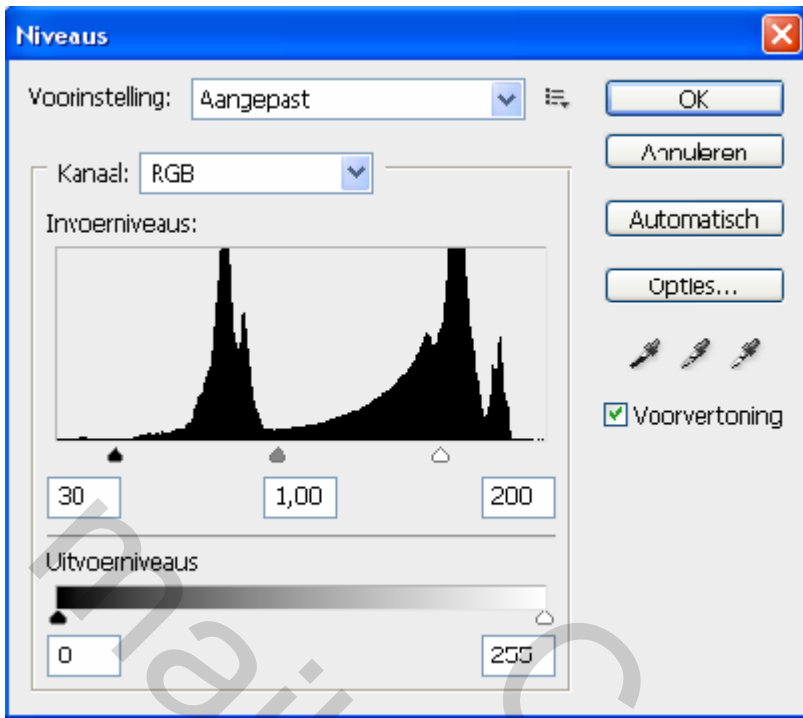 Niveaus
Voorinstelling: Aangepast
OK
Annuleren
Kanaal: RGB
Automatisch
Invoerniveaus:
Opties...
Voorvertoning
30 1,00 200
Uitvoerniveaus
0 255